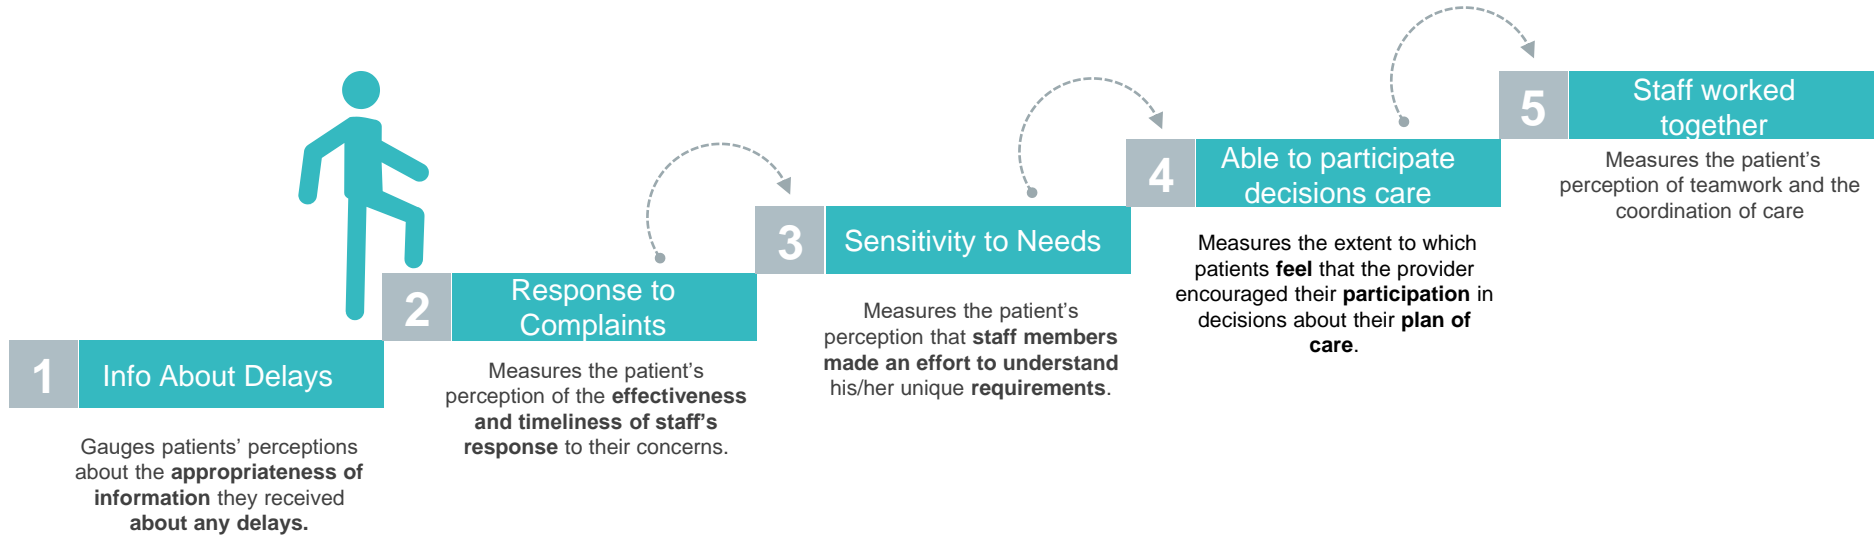 1
Info About Delays
Gauges patients' perceptions
about the appropriateness of
information they received
about any delays.
2
Response to
Complaints
Measures the patient's
perception of the effectiveness
and timeliness of staff's
response to their concerns.
3
Sensitivity to Needs
Measures the patient's
perception that staff members
made an effort to understand
his/her unique requirements.
4
Able to participate
decisions care
Measures the extent to which
patients feel that the provider
encouraged their participation in
decisions about their plan of
care.
5
Staff worked
together
Measures the patient's
perception of teamwork and the
coordination of care